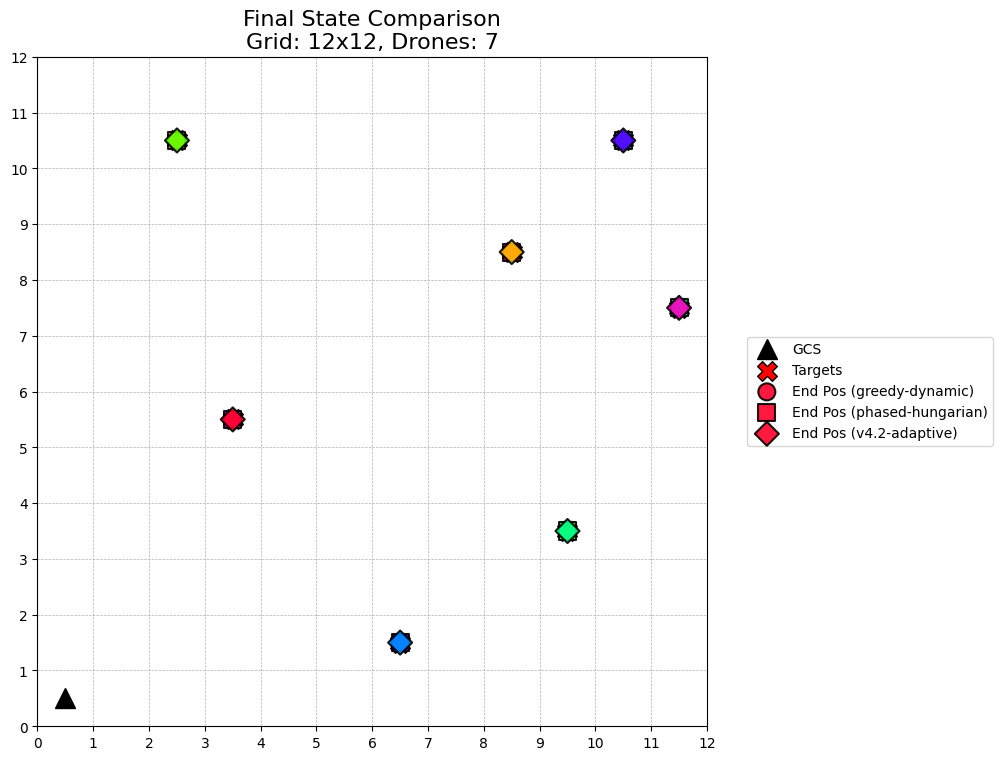 Final State Comparison
Grid: 12x12, Drones: 7
12
11
10
9
8
7
6
5
4
3
2
1
0
0 1 2 3 4 5 6 7 8 9 10 11 12
GCS
Targets
End Pos (greedy-dynamic)
End Pos (phased-hungarian)
End Pos (v4.2-adaptive)